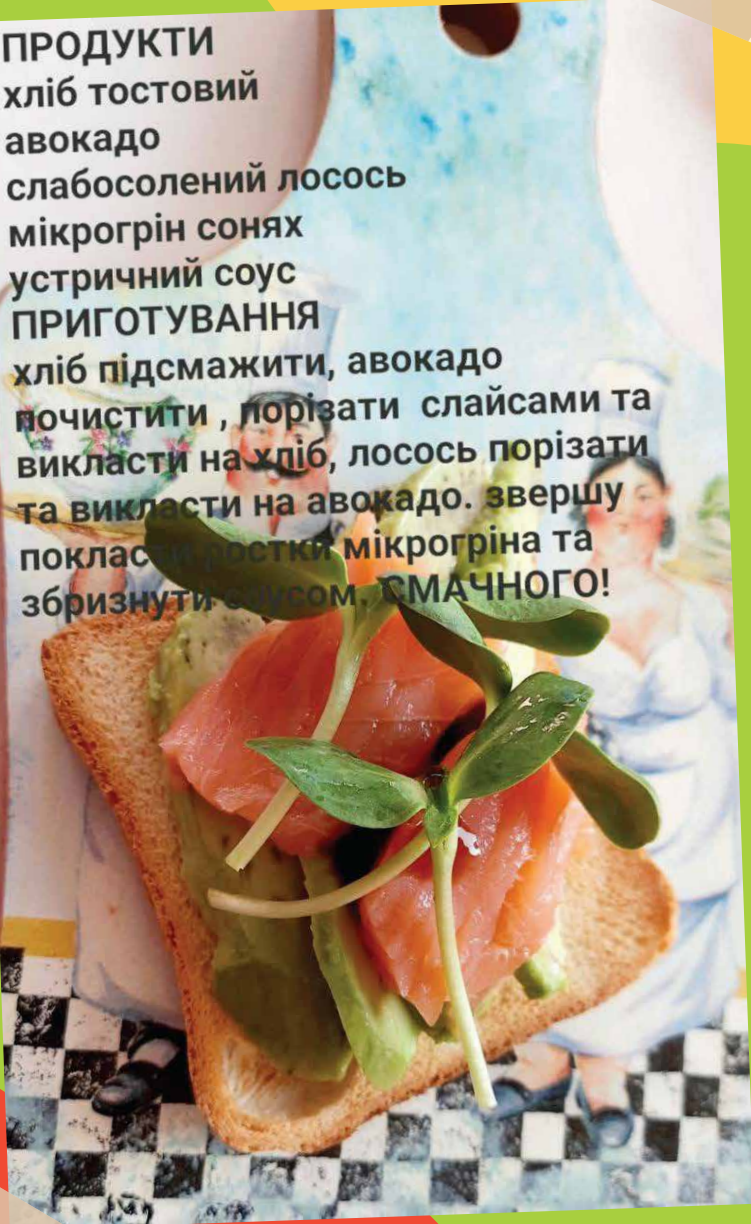 ПРОДУКТИ
хліб тостовий
авокадо
слабосолений лосось
мікрогрін сонях
устричний соус
ПРИГОТУВАННЯ
хліб підсмажити, авокадо
почистити , порізати слайсами та
викласти на хліб, лосось порізати
та викласти на авокадо. звершу
покласти ростки мікрогріна та
збризнути соусом. СМАЧНОГО!